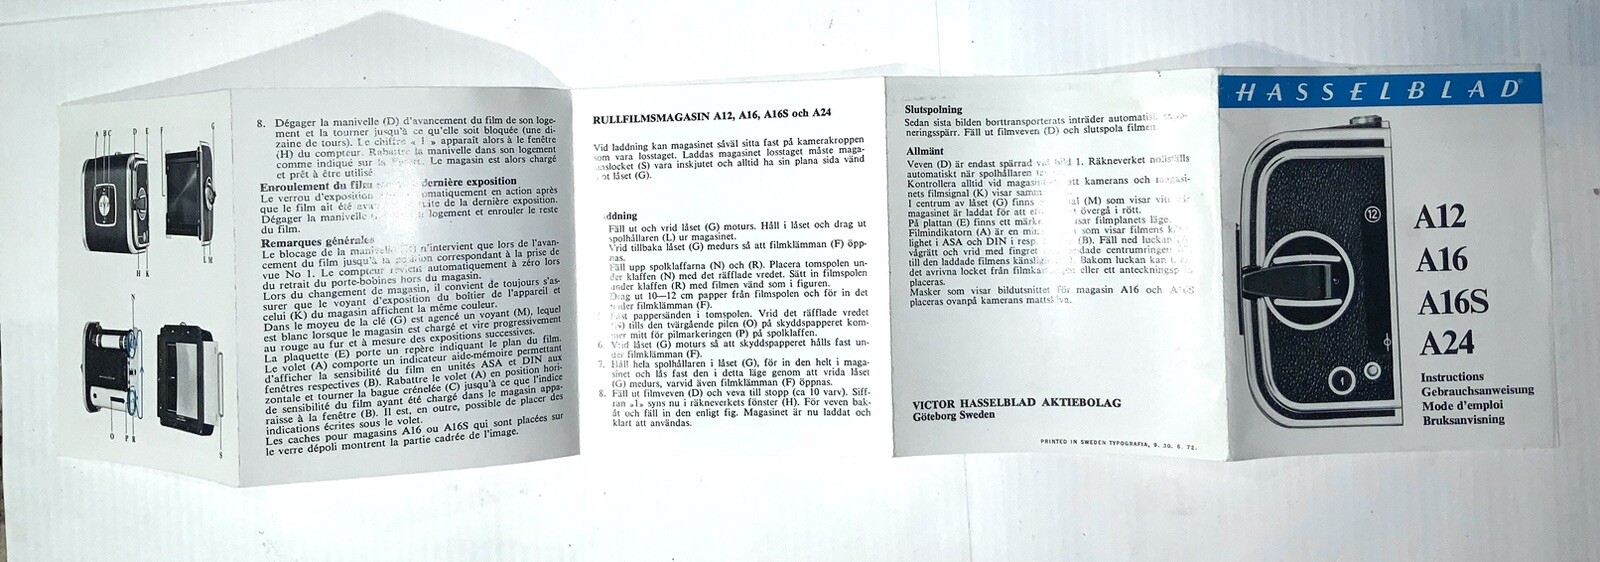 A B C D E F G
H K L M
N
O P R S
8. Dégager la manivelle (D) d'avancement du film de son loge-
ment et la tourner jusqu'à ce qu'elle soit bloquée (une di-
zaine de tours). Le chiffre « 1 » apparaît alors à le fenêtre
(H) du compteur. Rabattre la manivelle dans son logement
comme indiqué sur la Le magasin est alors chargé
et prêt à être utilisé
Enroulement du film dernière exposition
Le verrou d'exposition automatiquement en action après
que le film ait été de la dernière exposition.
Dégager la manivelle logement et enrouler le reste
du film.
Remarques générales
Le blocage de la manivelle n'intervient que lors de l'avan-
cement du film jusqu'à la position correspondant à la prise de
vue No 1. Le compteur revient automatiquement à zéro lors
du retrait du porte-bobines hors du magasin.
Lors du changement de magasin, il convient de toujours s'as-
surer que le voyant d'exposition du boîtier de l'appareil et
celui (K) du magasin affichent la même couleur.
Dans le moyeu de la clé (G) est agencé un voyant (M), lequel
est blanc lorsque le magasin est chargé et vire progressivement
au rouge au fur et à mesure des expositions successives.
La plaquette (E) porte un repère indiquant le plan du film.
Le volet (A) comporte un indicateur aide-mémoire permettant
d'afficher la sensibilité du film en unités ASA et DIN aux
fenêtres respectives (B). Rabattre le volet (A) en position hori-
zontale et tourner la bague crénelée (C) jusqu'à ce que l'indice
de sensibilité du film ayant été chargé dans le magasin appa-
raisse à la fenêtre (B). Il est, en outre, possible de placer des
indications écrites sous le volet.
Les caches pour magasins A16 ou A16S qui sont placées sur
le verre dépoli montrent la partie cadrée de l'image.
RULLFILMSMAGASIN A12, A16, A16S och A24
Vid laddning kan magasinet såväl sitta fast på kamerakroppen
som vara losstaget. Laddas magasinet losstaget måste maga-
inslocket (S) vara inskjutet och alltid ha sin plana sida vänd
ot låset (G).
ddning
Fäll ut och vrid låset (G) moturs. Håll i låset och drag ut
spolhållaren (L) ur magasinet.
Vrid tillbaka låset (G) medurs så att filmklämman (F) öpp-
nas.
Fäll upp spolklaffarna (N) och (R). Placera tomspolen un-
der klaffen (N) med det räfflade vredet. Sätt in filmspolen
under klaffen (R) med filmen vänd som i figuren.
Drag ut 10—12 cm papper från filmspolen och för in det
under filmklämman (F).
Fäst pappersänden i tomspolen. Vrid det räfflade vredet
(N) tills den tvärgående pilen (O) på skyddspapperet kom-
mer mitt för pilmarkeringen (P) på spolklaffen.
6. Vrid låset (G) moturs så att skyddspapperet hålls fast un-
der filmklämman (F).
7. Håll hela spolhållaren i låset (G), för in den helt i maga-
sinet och lås fast den i detta läge genom att vrida låset
(G) medurs, varvid även filmklämman (F) öppnas.
8. Fäll ut filmveven (D) och veva till stopp (ca 10 varv). Siff-
ran »1» syns nu i räkneverkets fönster (H). För veven bak-
åt och fäll in den enligt fig. Magasinet är nu laddat och
klart att användas.
Slutspolning
Sedan sista bilden borttransporterats inträder automatisk
neringsspärr. Fäll ut filmveven (D) och slutspola filmen
Allmänt
Veven (D) är endast spärrad vid bild 1. Räkneverket nollställs
automatiskt när spolhållaren
Kontrollera alltid vid magasin att kamerans och magasi-
nets filmsignal (K) visar samma
I centrum av låset (G) finns (M) som visar vitt
magasinet är laddat för att övergå i rött.
På plattan (E) finns ett märke visar filmplanets läge.
Filmindikatorn (A) är en som visar filmens
lighet i ASA och DIN i resp. (B). Fäll ned luckan
vågrätt och vrid med fingret centrumringen
till den laddade filmens Bakom luckan kan
det avrivna locket från eller ett anteckningsp
placeras.
Masker som visar bildutsnittet för magasin A16 och A16S
placeras ovanpå kamerans
VICTOR HASSELBLAD AKTIEBOLAG
Göteborg Sweden
PRINTED IN SWEDEN TYPOGRAFIA, 9. 30. 6. 72.
HASSELBLAD
12
1
A12
A16
A16S
A24
Instructions
Gebrauchsanweisung
Mode d'emploi
Bruksanvisning